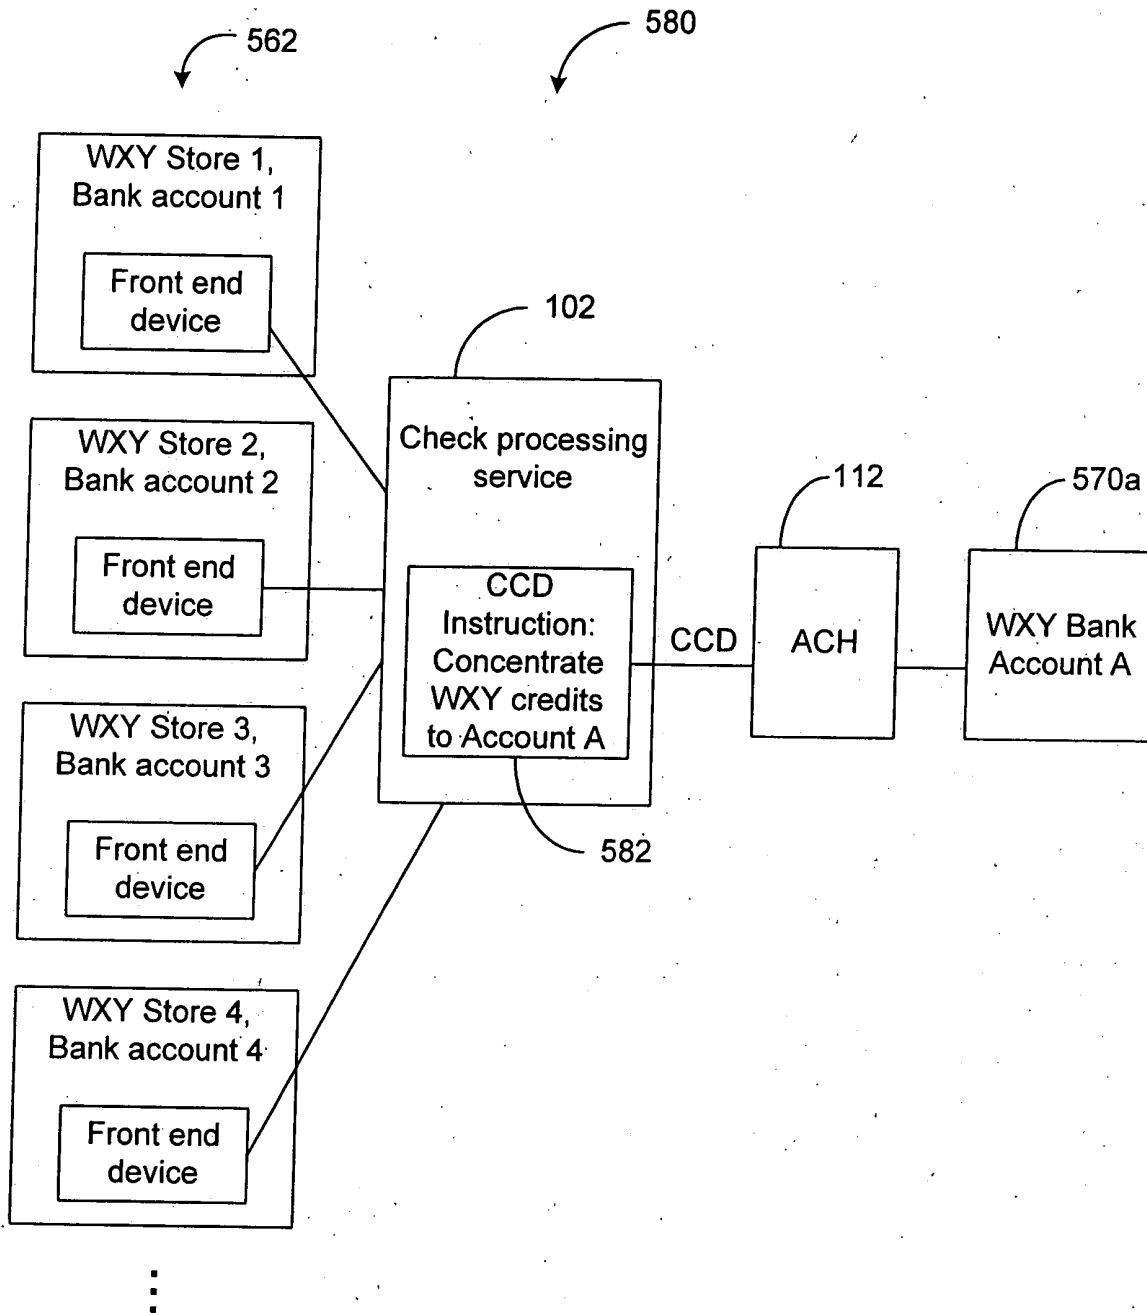 562
580
WXY Store 1,
Bank account 1
Front end
device
WXY Store 2,
Bank account 2
Front end
device
WXY Store 3,
Bank account 3
Front end
device
WXY Store 4,
Bank account 4
Front end
device
102
Check processing
service
CCD
Instruction:
Concentrate
WXY credits
to Account A
582
CCD
112
ACH
570a
WXY Bank
Account A